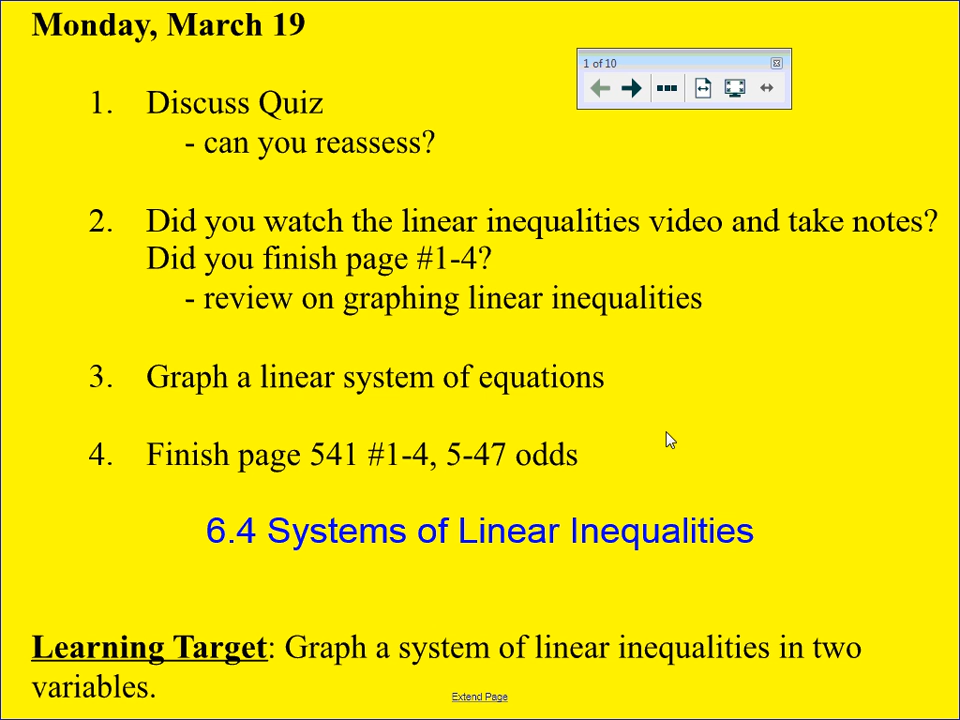 Monday, March 19
1 of 10
1. Discuss Quiz
- can you reassess?
2. Did you watch the linear inequalities video and take notes?
Did you finish page #1-4?
- review on graphing linear inequalities
3. Graph a linear system of equations
4. Finish page 541 #1-4, 5-47 odds
6.4 Systems of Linear Inequalities
Learning Target: Graph a system of linear inequalities in two
variables.
Extend Page